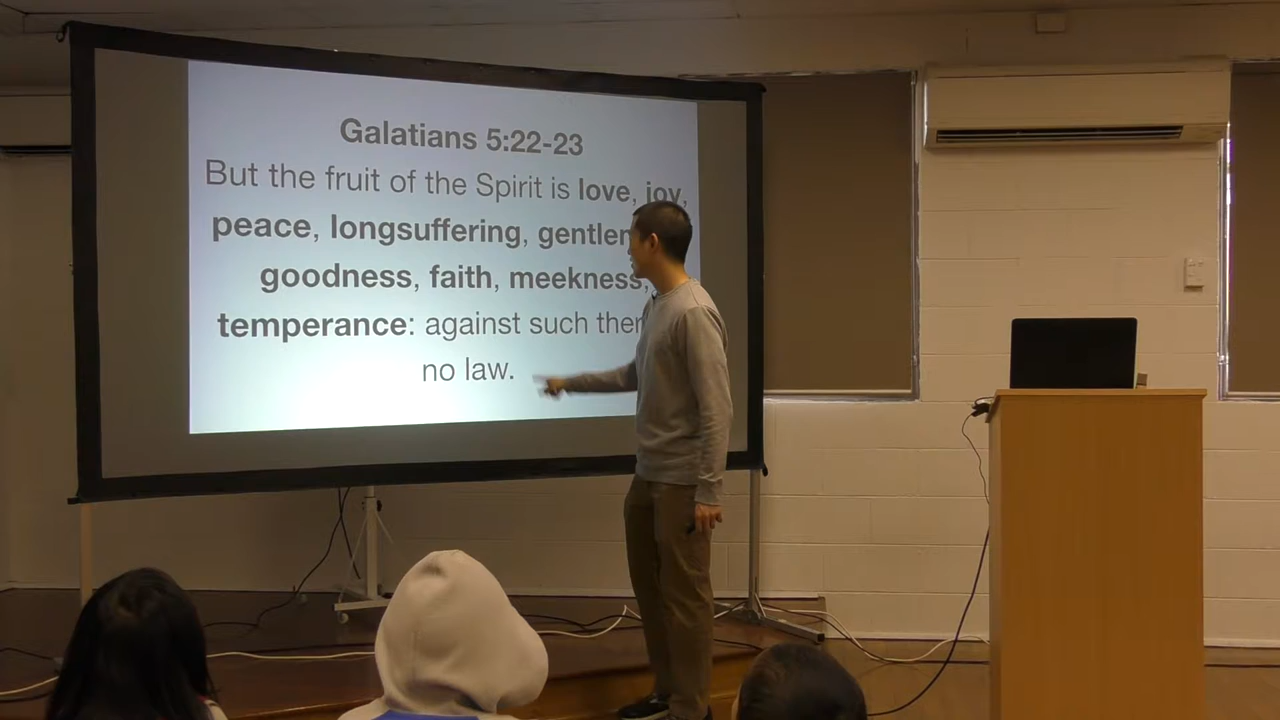 Galatians 5:22-23
But the fruit of the Spirit is love, joy,
peace, longsuffering,
goodness, faith, meekness,
temperance: against such
no law.